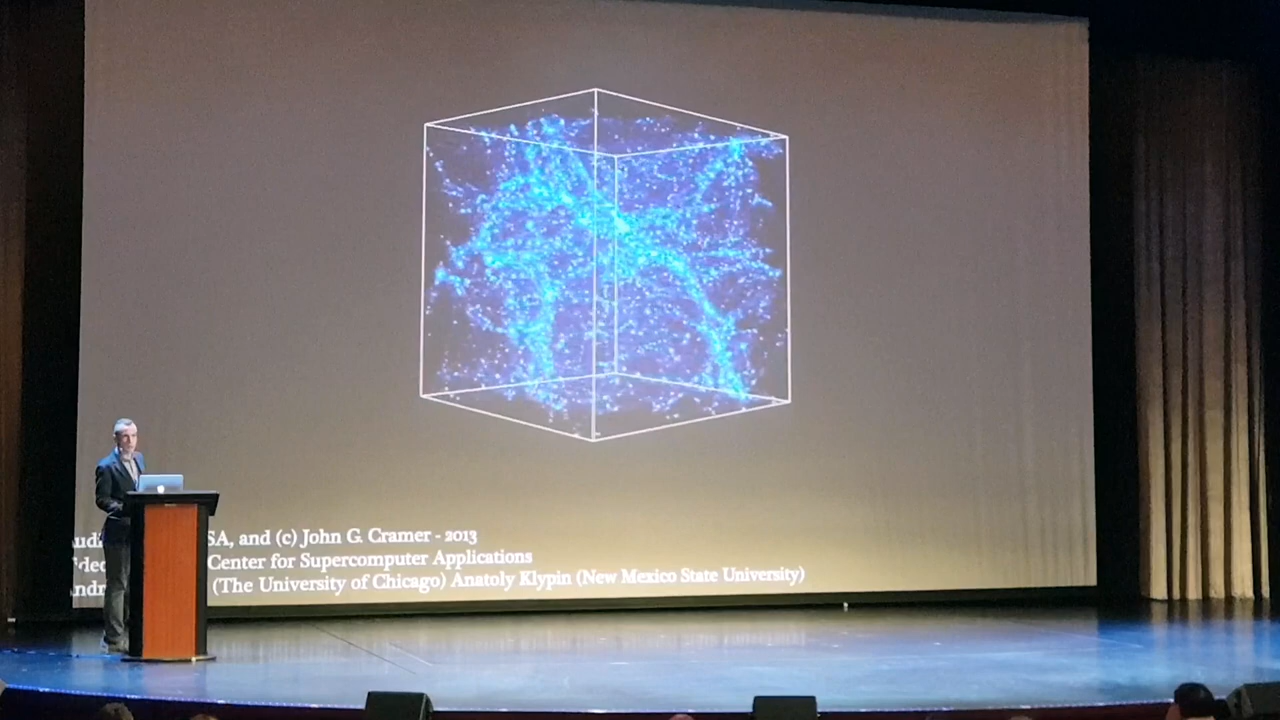 SA, and (c) John G. Cramer - 2013
Center for Supercomputer Applications
(The University of Chicago) Anatoly Klypin (New Mexico State University)